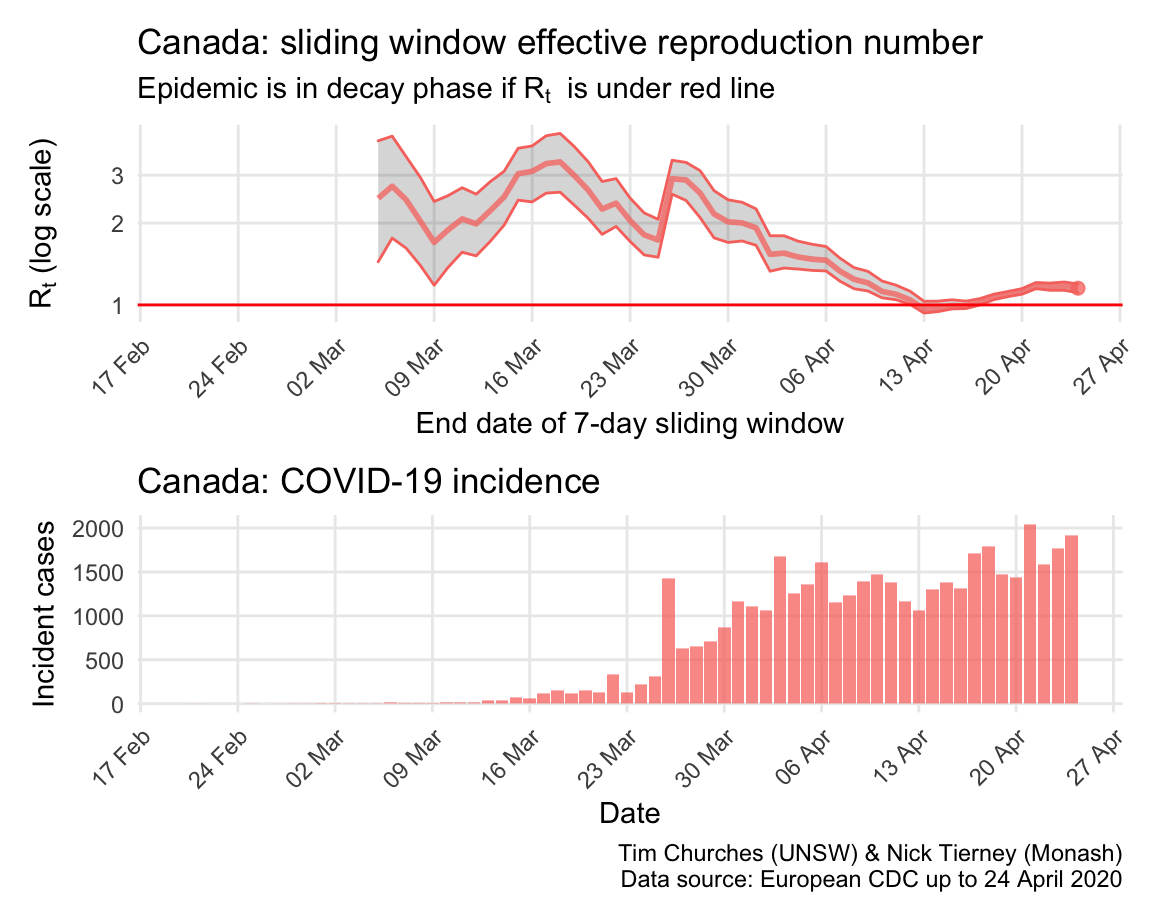 Canada: sliding window effective reproduction number
Epidemic is in decay phase if Rt is under red line
Rt (log scale)
3
2
1
17 Feb
24 Feb
02 Mar
09 Mar
16 Mar
23 Mar
30 Mar
06 Apr
13 Apr
20 Apr
27 Apr
End date of 7-day sliding window
Canada: COVID-19 incidence
Incident cases
2000
1500
1000
500
0
17 Feb
24 Feb
02 Mar
09 Mar
16 Mar
23 Mar
30 Mar
06 Apr
13 Apr
20 Apr
27 Apr
Date
Tim Churches (UNSW) & Nick Tierney (Monash)
Data source: European CDC up to 24 April 2020